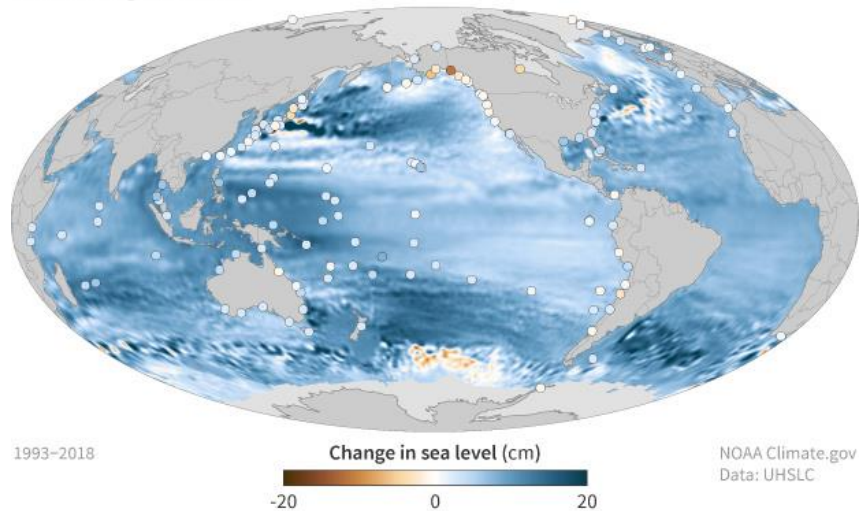 1993–2018
Change in sea level (cm)
-20 0 20
NOAA Climate.gov
Data: UHSLC